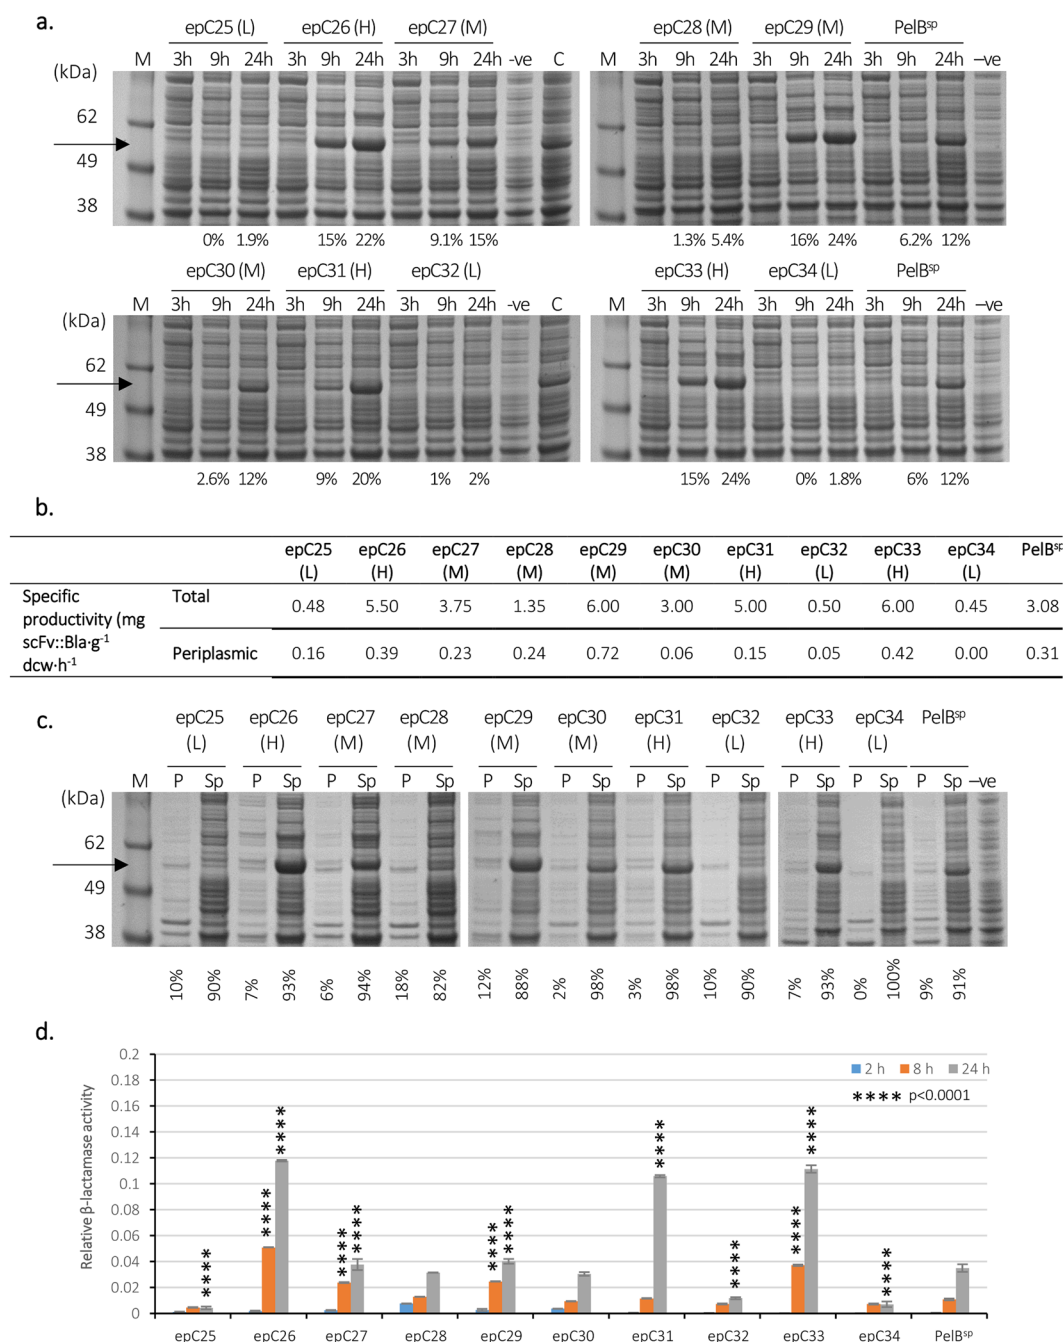 a.
epC25 (L) epC26 (H) epC27 (M) epC28 (M) epC29 (M) PelBsp
M 3h 9h 24h 3h 9h 24h 3h 9h 24h -ve C M 3h 9h 24h 3h 9h 24h 3h 9h 24h –ve
(kDa)
62
49
38
0% 1.9% 15% 22% 9.1% 15% 1.3% 5.4% 16% 24% 6.2% 12%
epC30 (M) epC31 (H) epC32 (L) epC33 (H) epC34 (L) PelBsp
M 3h 9h 24h 3h 9h 24h 3h 9h 24h -ve C M 3h 9h 24h 3h 9h 24h 3h 9h 24h –ve
(kDa)
62
49
38
2.6% 12% 9% 20% 1% 2% 15% 24% 0% 1.8% 6% 12%
b.
epC25 epC26 epC27 epC28 epC29 epC30 epC31 epC32 epC33 epC34 PelBsp
(L) (H) (M) (M) (M) (M) (H) (L) (H) (L)
Specific productivity (mg scFv::Bla·g-1 dcw·h-1
Total 0.48 5.50 3.75 1.35 6.00 3.00 5.00 0.50 6.00 0.45 3.08
Periplasmic 0.16 0.39 0.23 0.24 0.72 0.06 0.15 0.05 0.42 0.00 0.31
c.
epC25 epC26 epC27 epC28 epC29 epC30 epC31 epC32 epC33 epC34 PelBsp
(L) (H) (M) (M) (M) (M) (H) (L) (H) (L)
M P Sp P Sp P Sp P Sp P Sp P Sp P Sp P Sp P Sp P Sp P Sp –ve
(kDa)
62
49
38
10% 90% 7% 93% 6% 94% 18% 82% 12% 88% 2% 98% 3% 98% 10% 90% 7% 93% 0% 100% 9% 91%
d.
Relative β-lactamase activity
0.2
0.18
0.16
0.14
0.12
0.1
0.08
0.06
0.04
0.02
0
2 h 8 h 24 h
**** p<0.0001
****
****
****
****
****
****
****
****
****
****
****
****
epC25 epC26 epC27 epC28 epC29 epC30 epC31 epC32 epC33 epC34 PelBsp